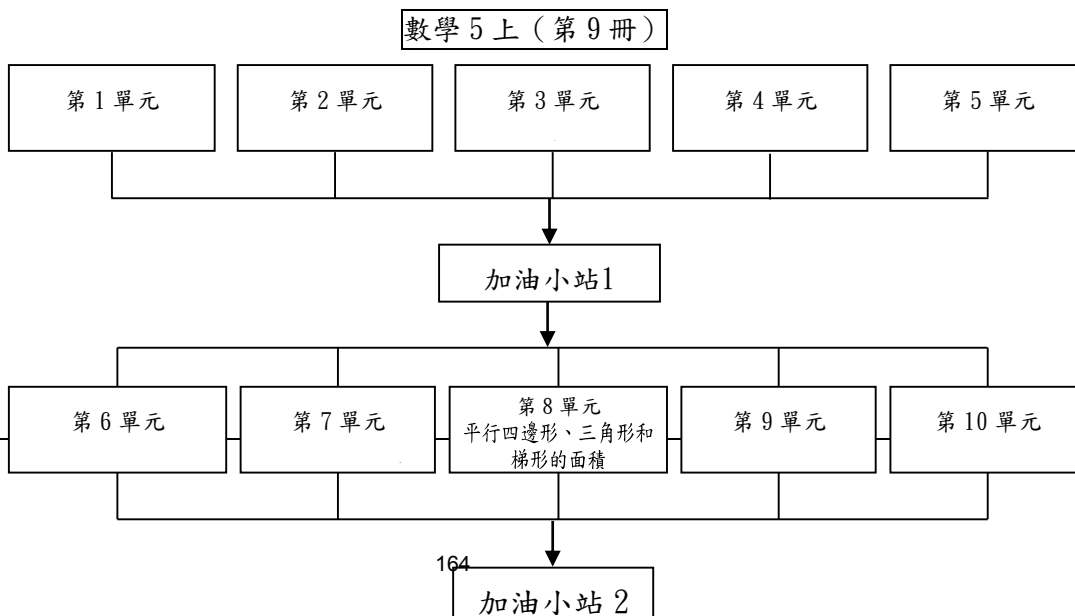 數學5上（第9冊）
第1單元
第2單元
第3單元
第4單元
第5單元
加油小站1
第6單元
第7單元
第8單元
平行四邊形、三角形和
梯形的面積
第9單元
第10單元
164
加油小站2